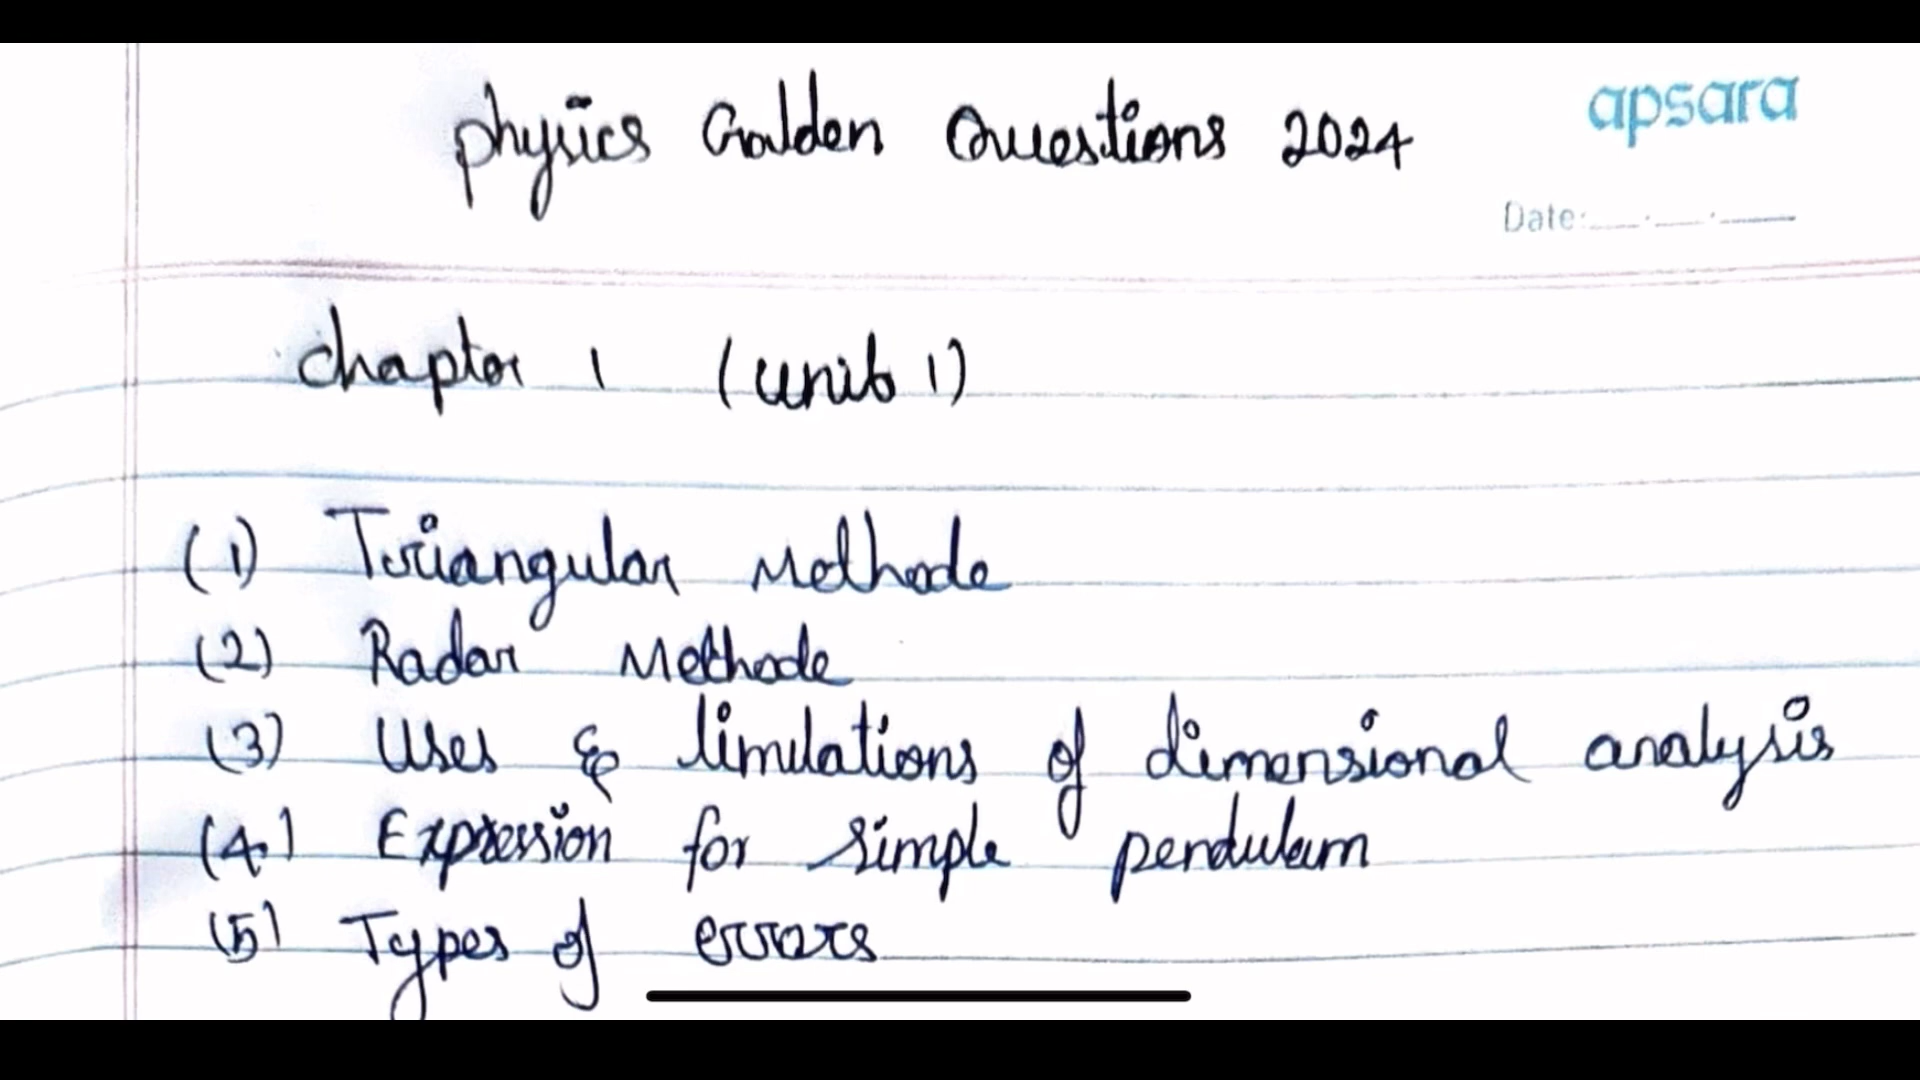 Physics Golden Questions 2024
apsara
Date:
Chapter 1 (unit 1)
(1) Triangular Methode
(2) Radar Methode
(3) Uses & limitations of dimensional analysis
(4) Expression for simple pendulum
(5) Types of errors